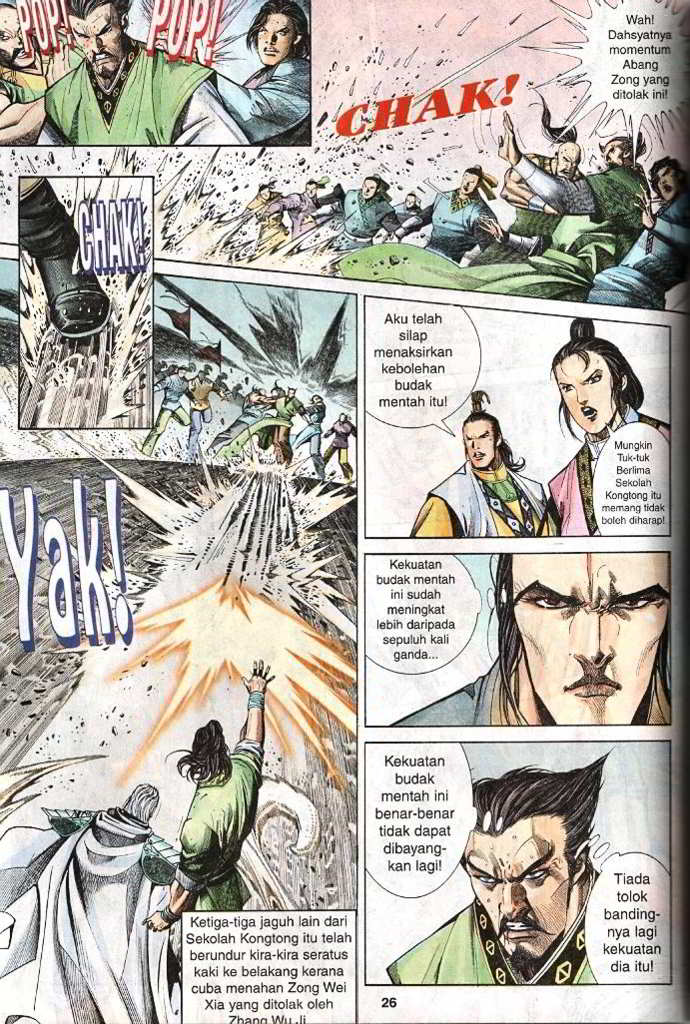 POP!
POP!
Wah!
Dahsyatnya
momentum
Abang
Zong yang
ditolak ini!
CHAK!
CHAK!
Aku telah
silap
menaksirkan
kebolehan
budak
mentah itu!
Mungkin
Tuk-tuk
Berlima
Sekolah
Kongtong itu
memang tidak
boleh diharap!
Yak!
Kekuatan
budak mentah
ini sudah
meningkat
lebih daripada
sepuluh kali
ganda...
Kekuatan
budak
mentah ini
benar-benar
tidak dapat
dibayang-
kan lagi!
Tiada
tolok
banding-
nya lagi
kekuatan
dia itu!
Ketiga-tiga jaguh lain dari
Sekolah Kongtong itu telah
berundur kira-kira seratus
kaki ke belakang kerana
cuba menahan Zong Wei
Xia yang ditolak oleh
Zhang Wu Ji.
26